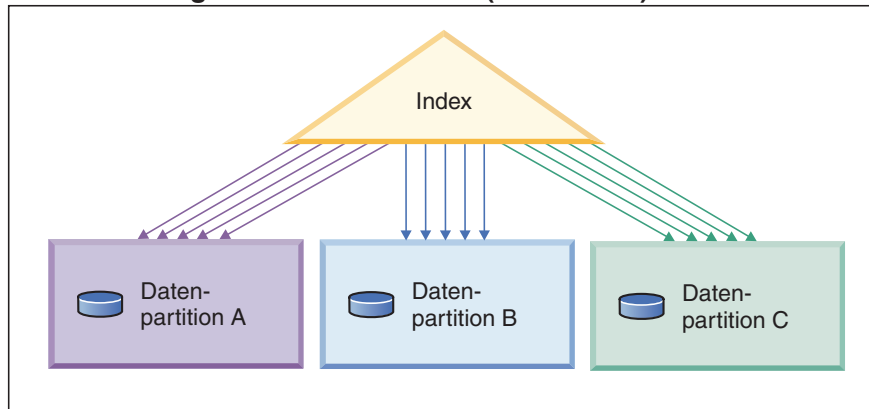 Index
Daten-
partition A
Daten-
partition B
Daten-
partition C